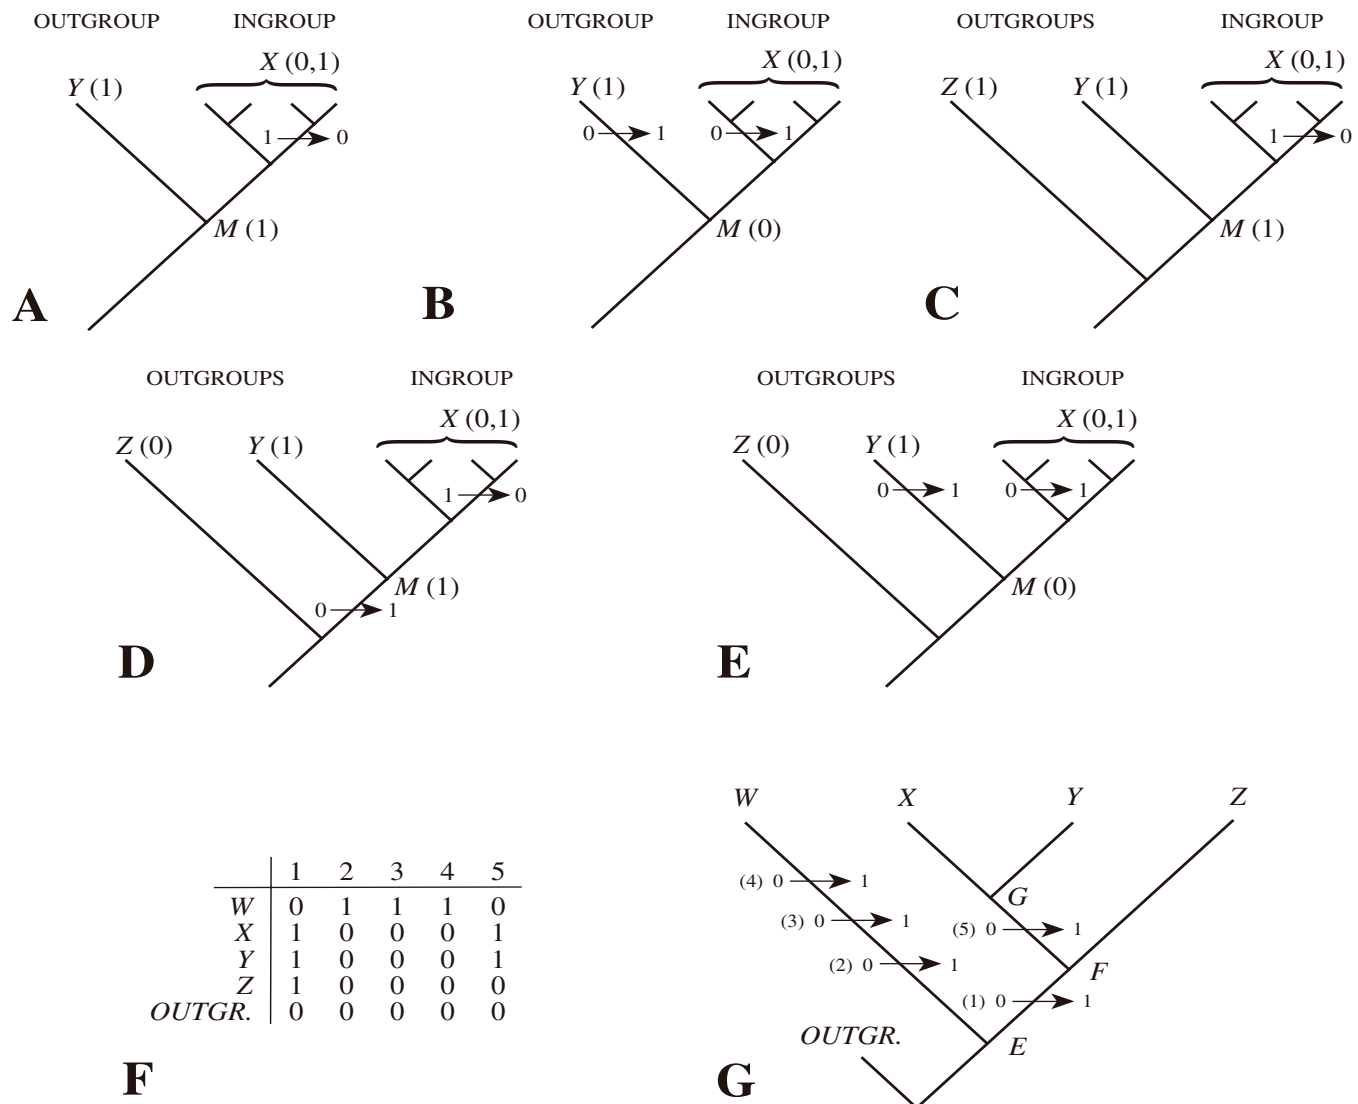 OUTGROUP INGROUP
X (0,1)
Y (1)
1 0
M (1)
A
OUTGROUP INGROUP
X (0,1)
Y (1)
0 1 0 1
M (0)
B
OUTGROUPS INGROUP
X (0,1)
Z (1) Y (1)
1 0
M (1)
C
OUTGROUPS INGROUP
X (0,1)
Z (0) Y (1)
1 0
M (1)
0 1
D
OUTGROUPS INGROUP
X (0,1)
Z (0) Y (1)
0 1 0 1
M (0)
E
1 2 3 4 5
W 0 1 1 1 0
X 1 0 0 0 1
Y 1 0 0 0 1
Z 1 0 0 0 0
OUTGR. 0 0 0 0 0
F
W X Y Z
(4) 0 1
G
(3) 0 1
(5) 0 1
(2) 0 1
F
(1) 0 1
OUTGR. E
G